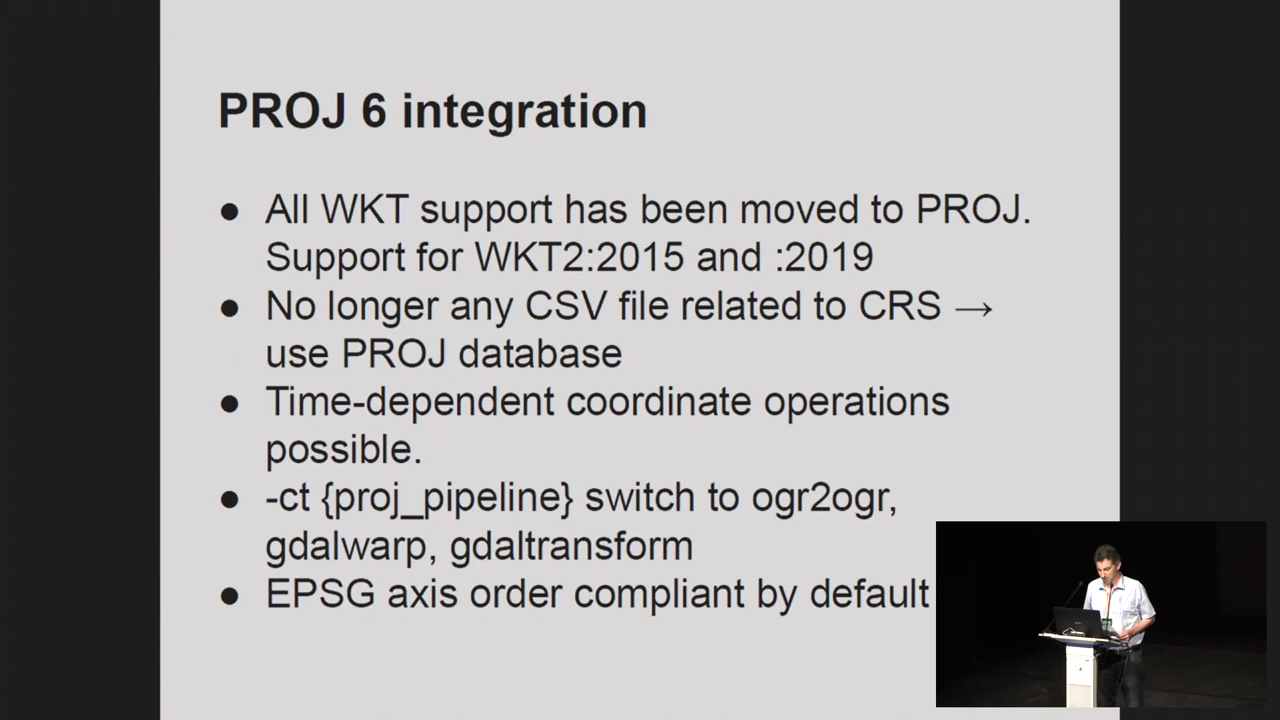 PROJ 6 integration
● All WKT support has been moved to PROJ.
Support for WKT2:2015 and :2019
● No longer any CSV file related to CRS →
use PROJ database
● Time-dependent coordinate operations
possible.
● -ct {proj_pipeline} switch to ogr2ogr,
gdalwarp, gdaltransform
● EPSG axis order compliant by default